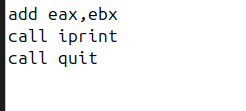 add eax,ebx
call iprint
call quit